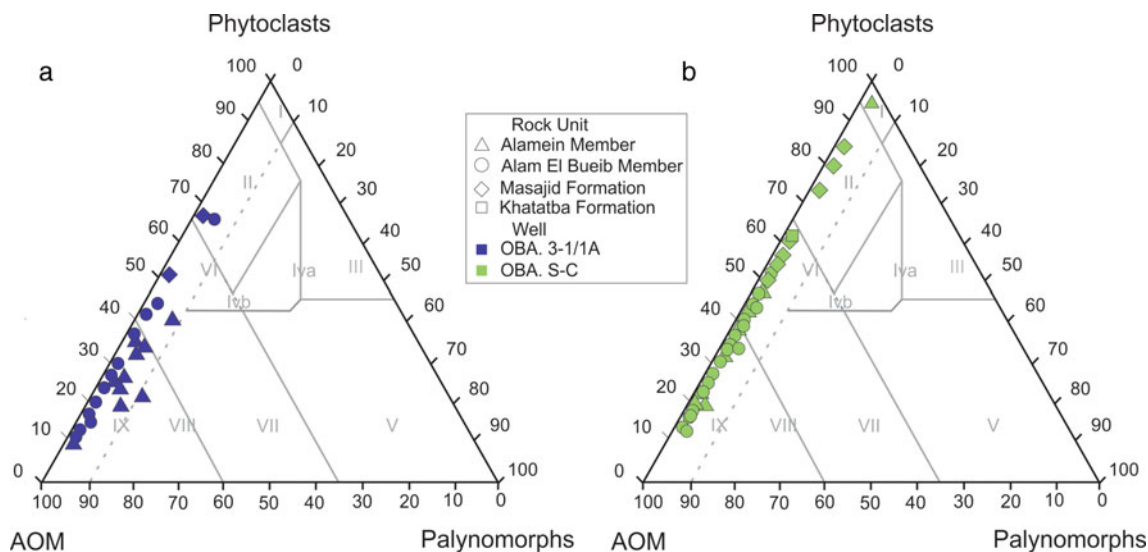 Phytoclasts
a
100
0
90
10
80
20
70
30
60
40
50
50
40
60
30
70
20
80
10
90
0
100
100
90
80
70
60
50
40
30
20
10
0
I
II
III
Iva
Ivb
V
VI
VII
VIII
IX
AOM
Palynomorphs
Rock Unit
Alamein Member
Alam El Bueib Member
Masajid Formation
Khatatba Formation
Well
OBA. 3-1/1A
OBA. S-C
Phytoclasts
b
100
0
90
10
80
20
70
30
60
40
50
50
40
60
30
70
20
80
10
90
0
100
100
90
80
70
60
50
40
30
20
10
0
I
II
III
Iva
Ivb
V
VI
VII
VIII
IX
AOM
Palynomorphs